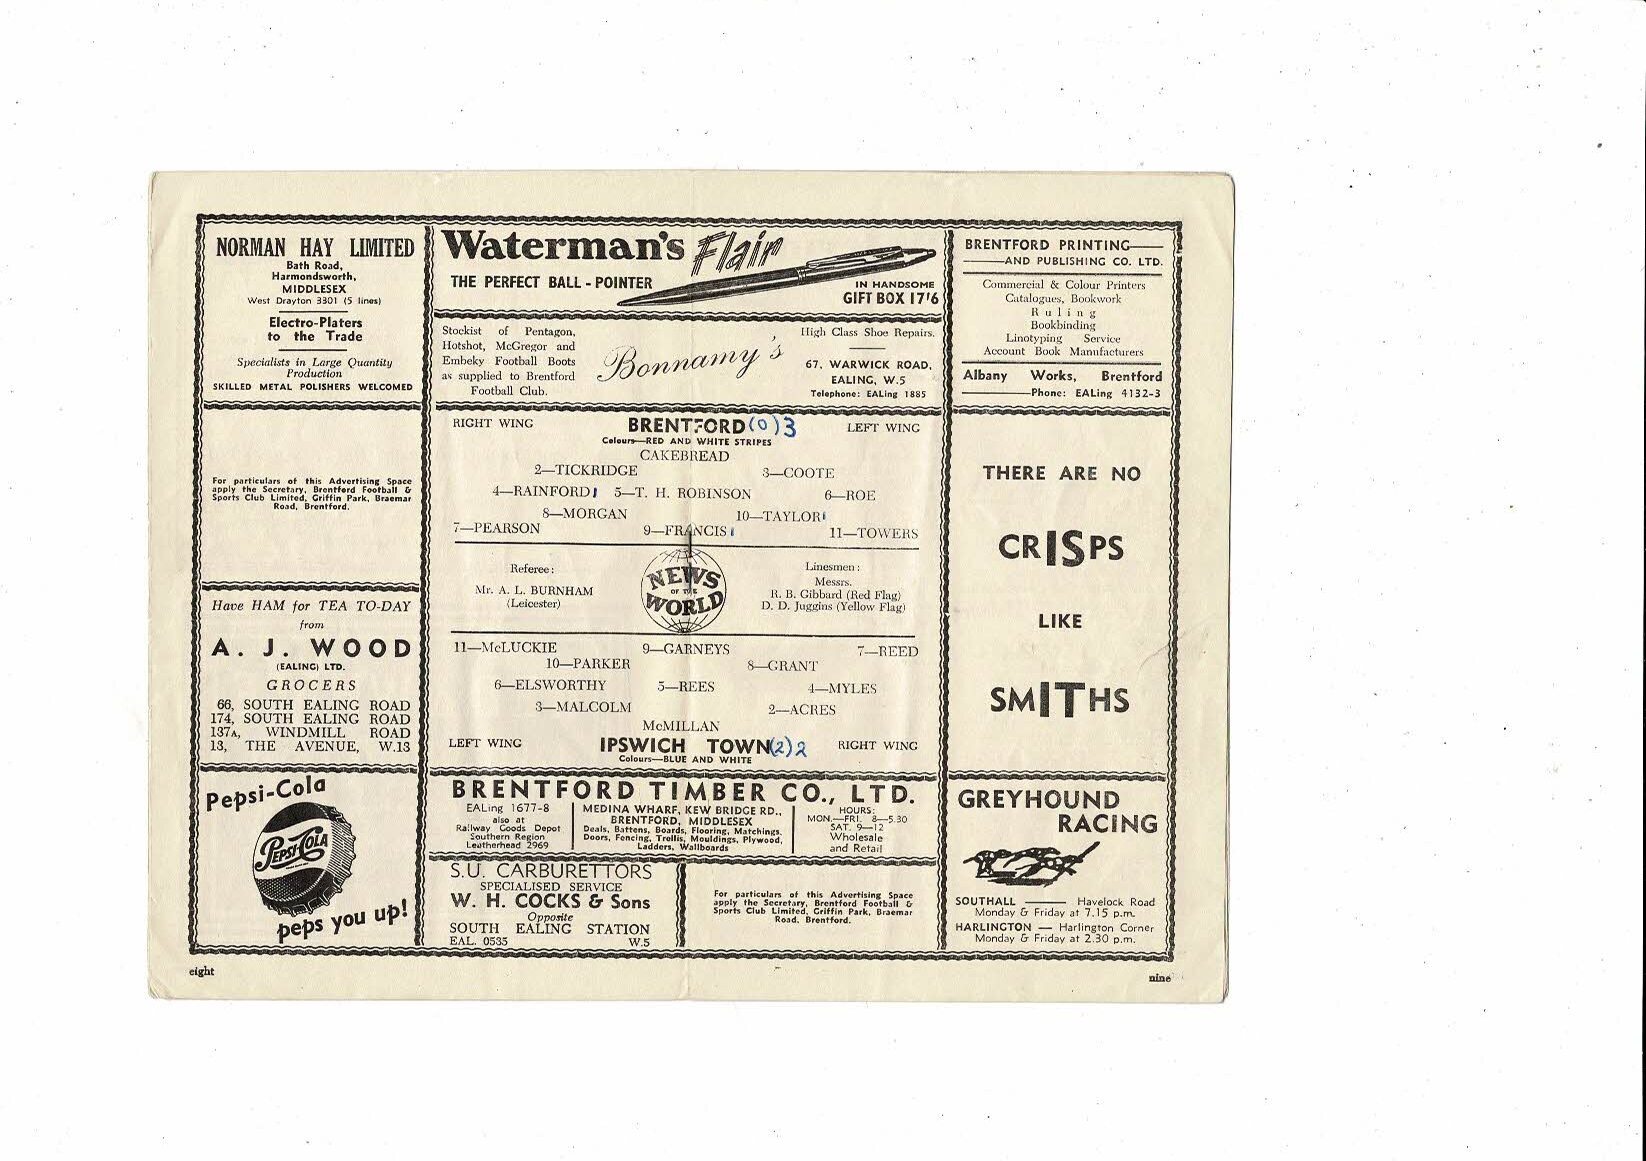 NORMAN HAY LIMITED
Bath Road,
Harmondsworth,
MIDDLESEX
West Drayton 3301 (5 lines)
Electro-Platers
to the Trade
Specialists in Large Quantity
Production
SKILLED METAL POLISHERS WELCOMED
For particulars of this Advertising Space
apply the Secretary, Brentford Football &
Sports Club Limited, Griffin Park, Braemar
Road, Brentford.
Have HAM for TEA TO-DAY
from
A. J. WOOD
(EALING) LTD.
GROCERS
66, SOUTH EALING ROAD
174, SOUTH EALING ROAD
137A, WINDMILL ROAD
13, THE AVENUE, W.13
Pepsi-Cola
PEPSI-COLA
peps you up!
Waterman's Flair
THE PERFECT BALL - POINTER
IN HANDSOME
GIFT BOX 17'6
Stockist of Pentagon,
Hotshot, McGregor and
Embeky Football Boots
as supplied to Brentford
Football Club.
Bonnamy's
High Class Shoe Repairs.
67, WARWICK ROAD,
EALING, W.5
Telephone: EALing 1885
RIGHT WING BRENTFORD (0) 3 LEFT WING
Colours—RED AND WHITE STRIPES
CAKEBREAD
2—TICKRIDGE 3—COOTE
4—RAINFORD 1 5—T. H. ROBINSON 6—ROE
8—MORGAN 10—TAYLOR 1
7—PEARSON 9—FRANCIS 1 11—TOWERS
Referee:
Mr. A. L. BURNHAM
(Leicester)
NEWS
OF THE
WORLD
Linesmen:
Messrs.
R. B. Gibbard (Red Flag)
D. D. Juggins (Yellow Flag)
11—McLUCKIE 9—GARNEYS 7—REED
10—PARKER 8—GRANT
6—ELSWORTHY 5—REES 4—MYLES
3—MALCOLM 2—ACRES
McMILLAN
LEFT WING IPSWICH TOWN (2) 2 RIGHT WING
Colours—BLUE AND WHITE
BRENTFORD TIMBER CO., LTD.
EALing 1677-8
also at
Railway Goods Depot
Southern Region
Leatherhead 2969
MEDINA WHARF, KEW BRIDGE RD.,
BRENTFORD, MIDDLESEX
Deals, Battens, Boards, Flooring, Matchings,
Doors, Fencing, Trellis, Mouldings, Plywood,
Ladders, Wallboards
HOURS:
MON.—FRI. 8—5.30
SAT. 9—12
Wholesale
and Retail
S.U. CARBURETTORS
SPECIALISED SERVICE
W. H. COCKS & Sons
Opposite
SOUTH EALING STATION
EAL. 0535 W.5
For particulars of this Advertising Space
apply the Secretary, Brentford Football &
Sports Club Limited, Griffin Park, Braemar
Road, Brentford.
BRENTFORD PRINTING—
—AND PUBLISHING CO. LTD.
Commercial & Colour Printers
Catalogues, Bookwork
Ruling
Bookbinding
Linotyping Service
Account Book Manufacturers
Albany Works, Brentford
—Phone: EALing 4132-3
THERE ARE NO
CRISPS
LIKE
SMITHS
GREYHOUND
RACING
SOUTHALL — Havelock Road
Monday & Friday at 7.15 p.m.
HARLINGTON — Harlington Corner
Monday & Friday at 2.30 p.m.
eight
nine